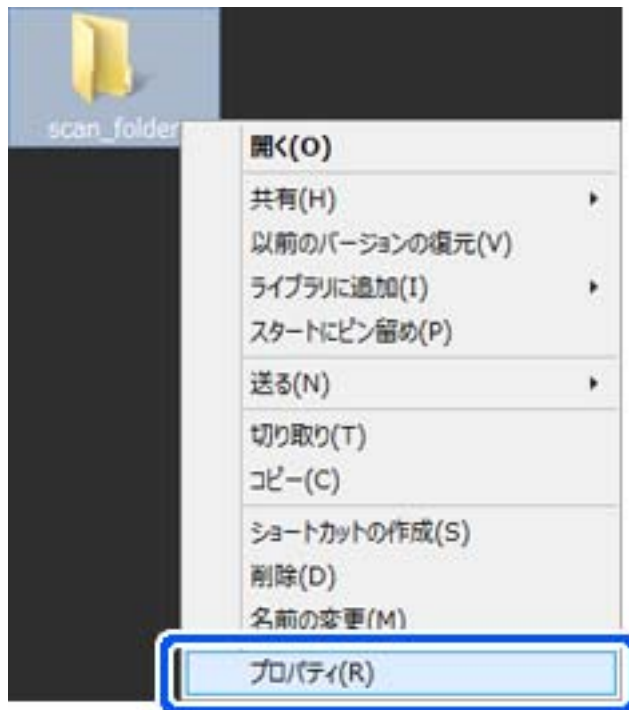 scan_folder
開く(O)
共有(H)
以前のバージョンの復元(V)
ライブラリに追加(I)
スタートにピン留め(P)
送る(N)
切り取り(T)
コピー(C)
ショートカットの作成(S)
削除(D)
名前の変更(M)
プロパティ(R)